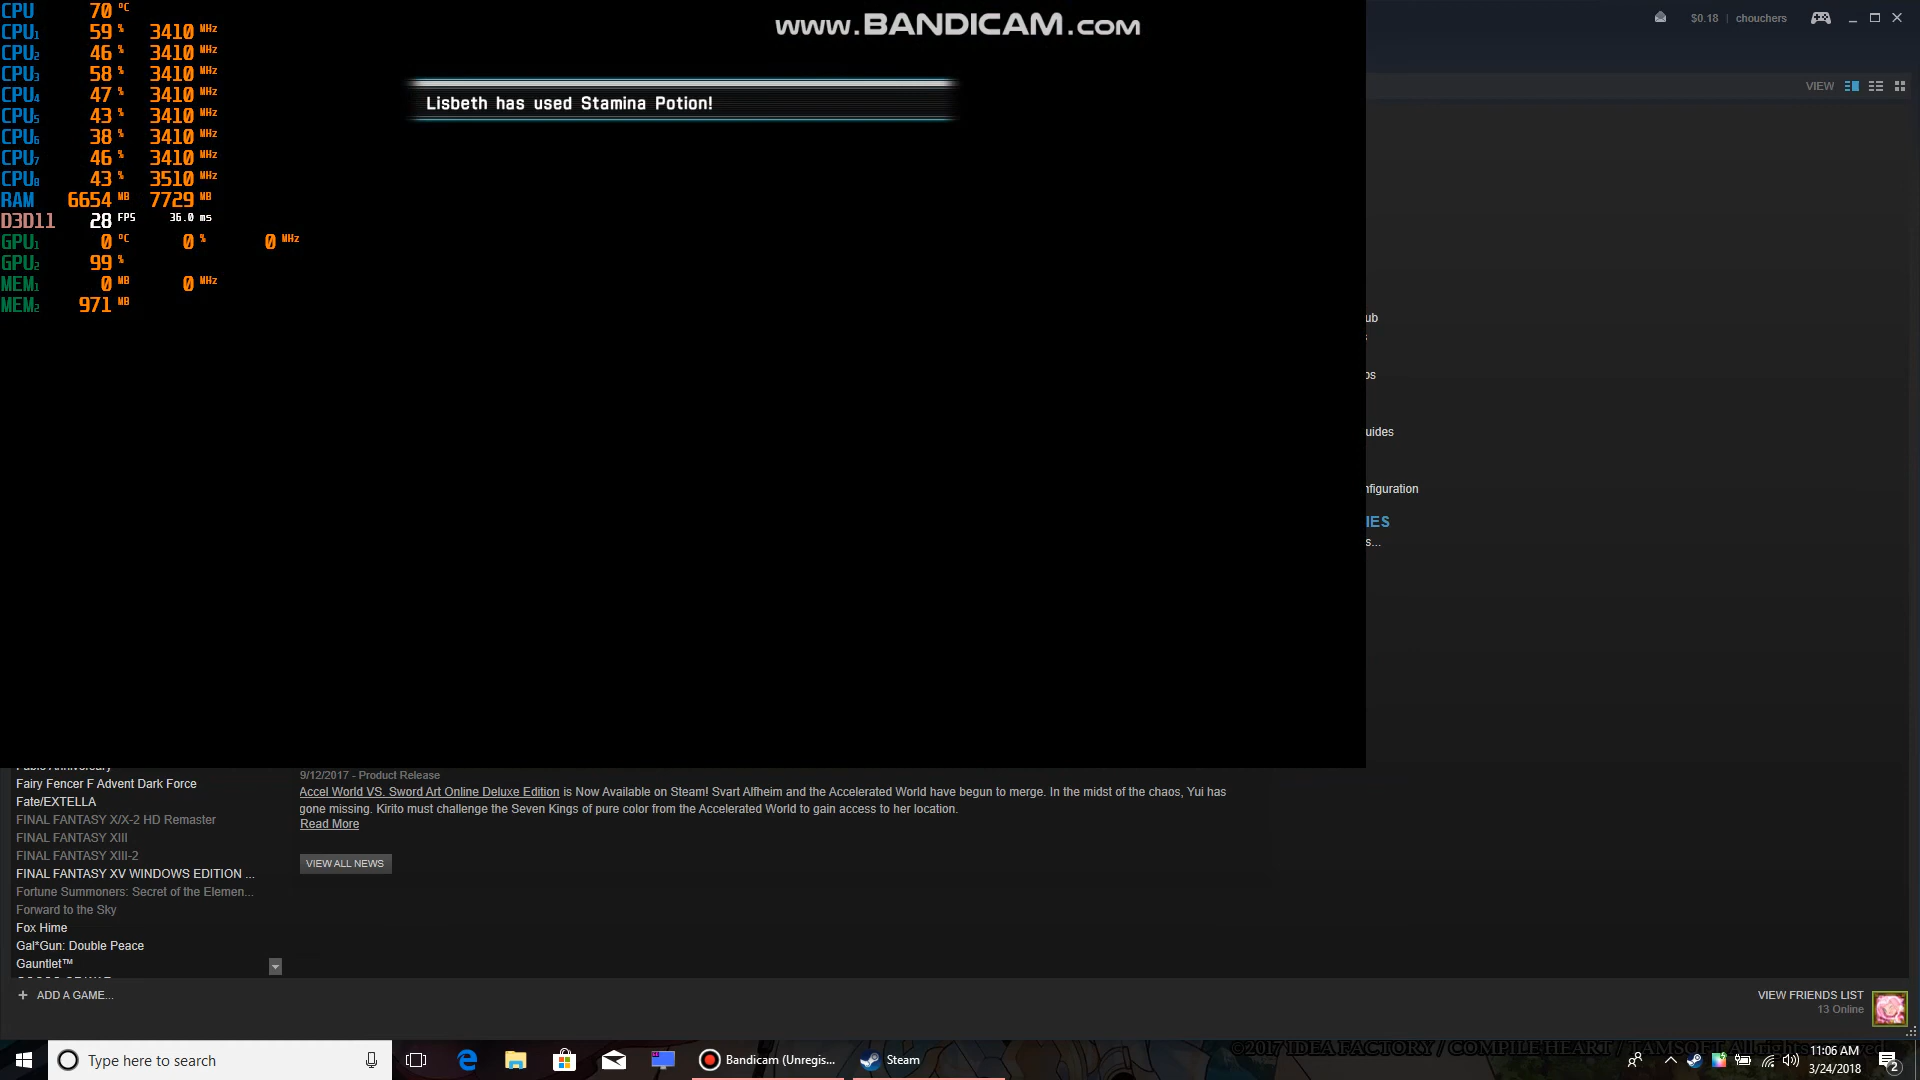 CPU 70 °C
CPU1 59 % 3410 MHz
CPU2 46 % 3410 MHz
CPU3 58 % 3410 MHz
CPU4 47 % 3410 MHz
CPU5 43 % 3410 MHz
CPU6 38 % 3410 MHz
CPU7 46 % 3410 MHz
CPU8 43 % 3510 MHz
RAM 6654 MB 7729 MB
D3D11 28 FPS 36.0 ms
GPU1 0 °C 0 % 0 MHz
GPU2 99 %
MEM1 0 MB 0 MHz
MEM2 971 MB
www.BANDICAM.com
Lisbeth has used Stamina Potion!
$0.18 | chouchers
VIEW
ub
s
ps
uides
nfiguration
IES
s...
Fairy Fencer F Advent Dark Force
Fate/EXTELLA
FINAL FANTASY X/X-2 HD Remaster
FINAL FANTASY XIII
FINAL FANTASY XIII-2
FINAL FANTASY XV WINDOWS EDITION ...
Fortune Summoners: Secret of the Elemen...
Forward to the Sky
Fox Hime
Gal*Gun: Double Peace
Gauntlet™
9/12/2017 - Product Release
Accel World VS. Sword Art Online Deluxe Edition is Now Available on Steam! Svart Alfheim and the Accelerated World have begun to merge. In the midst of the chaos, Yui has
gone missing. Kirito must challenge the Seven Kings of pure color from the Accelerated World to gain access to her location.
Read More
VIEW ALL NEWS
+ ADD A GAME...
VIEW FRIENDS LIST
13 Online
©2017 IDEA FACTORY / COMPILE HEART / TAMSOFT All rights
Type here to search
Bandicam (Unregis...
Steam
11:06 AM
3/24/2018
2